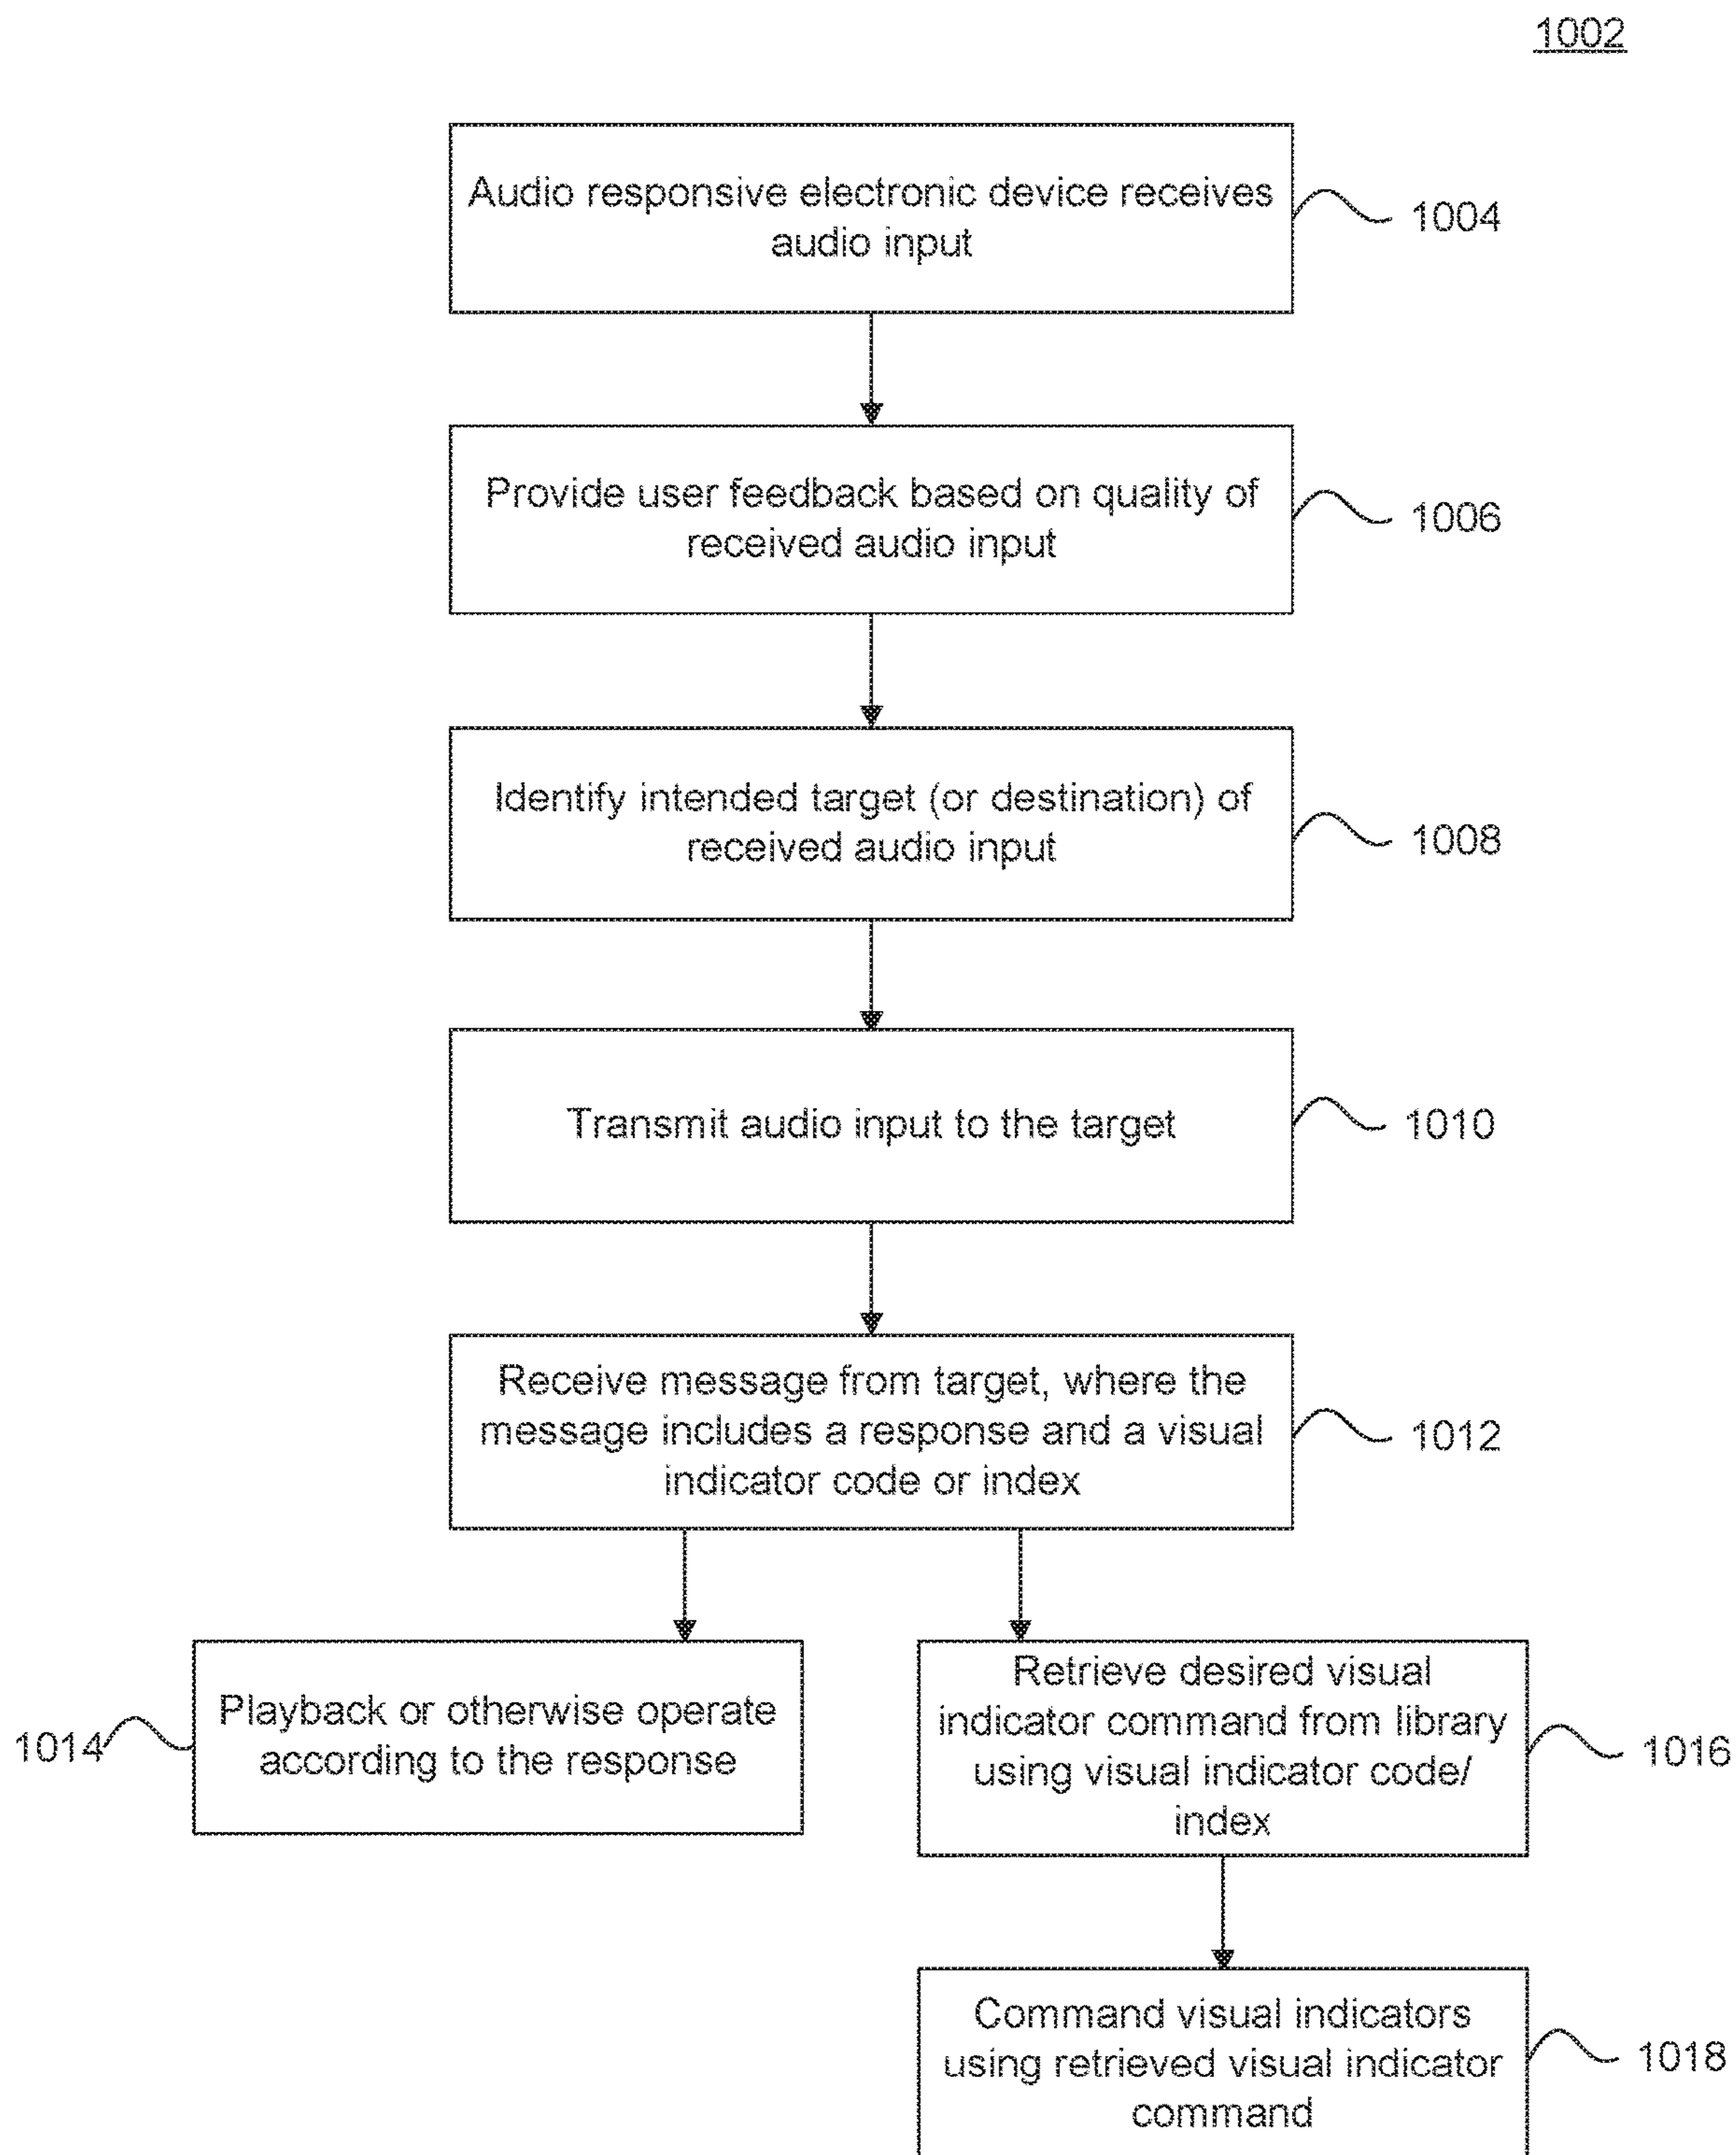 1002
Audio responsive electronic device receives
audio input
1004
Provide user feedback based on quality of
received audio input
1006
Identify intended target (or destination) of
received audio input
1008
Transmit audio input to the target
1010
Receive message from target, where the
message includes a response and a visual
indicator code or index
1012
Playback or otherwise operate
according to the response
1014
Retrieve desired visual
indicator command from library
using visual indicator code/
index
1016
Command visual indicators
using retrieved visual indicator
command
1018